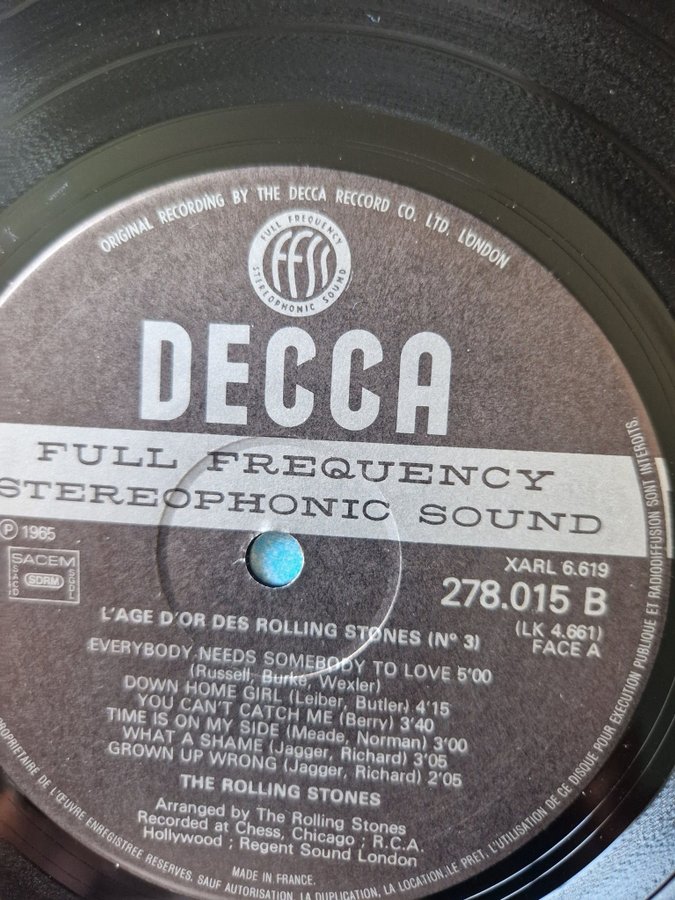 ORIGINAL RECORDING BY THE DECCA RECCORD CO. LTD. LONDON
FULL FREQUENCY
ffss
STEREOPHONIC SOUND
DECCA
FULL FREQUENCY
STEREOPHONIC SOUND
℗ 1965
SACEM
SDRM
SACD SGDL
XARL 6.619
278.015 B
(LK 4.661)
FACE A
L'AGE D'OR DES ROLLING STONES (N° 3)
EVERYBODY NEEDS SOMEBODY TO LOVE 5'00
(Russell, Burke, Wexler)
DOWN HOME GIRL (Leiber, Butler) 4'15
YOU CAN'T CATCH ME (Berry) 3'40
TIME IS ON MY SIDE (Meade, Norman) 3'00
WHAT A SHAME (Jagger, Richard) 3'05
GROWN UP WRONG (Jagger, Richard) 2'05
THE ROLLING STONES
Arranged by The Rolling Stones
Recorded at Chess, Chicago ; R.C.A.
Hollywood ; Regent Sound London
MADE IN FRANCE.
PROPRIETAIRE DE L'ŒUVRE ENREGISTREE RESERVES. SAUF AUTORISATION, LA DUPLICATION, LA LOCATION, LE PRET, L'UTILISATION DE CE DISQUE POUR EXECUTION PUBLIQUE ET RADIODIFFUSION SONT INTERDITS.